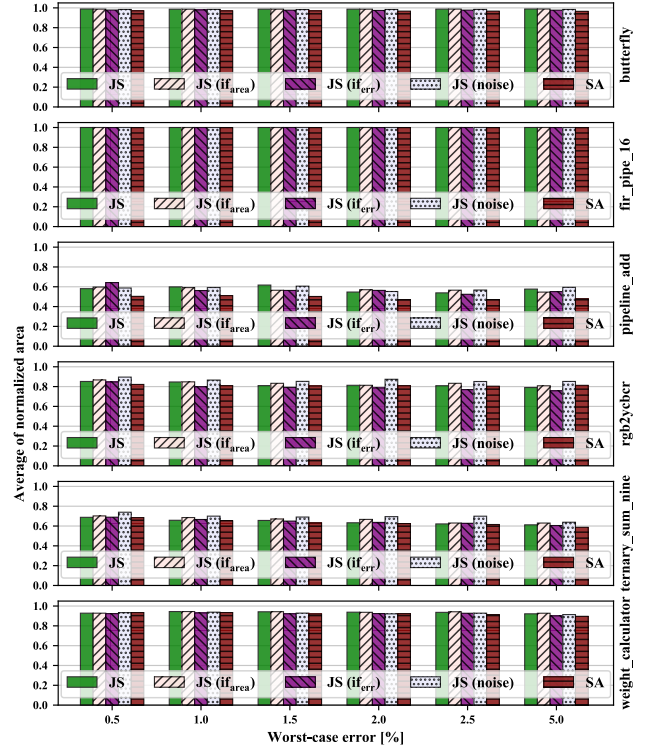 1.0
0.8
0.6
0.4
0.2
0.0
JS JS (if_area) JS (if_err) JS (noise) SA
butterfly
1.0
0.8
0.6
0.4
0.2
0.0
JS JS (if_area) JS (if_err) JS (noise) SA
fir_pipe_16
1.0
0.8
0.6
0.4
0.2
0.0
JS JS (if_area) JS (if_err) JS (noise) SA
pipeline_add
Average of normalized area
1.0
0.8
0.6
0.4
0.2
0.0
JS JS (if_area) JS (if_err) JS (noise) SA
rgb2ycbcr
1.0
0.8
0.6
0.4
0.2
0.0
JS JS (if_area) JS (if_err) JS (noise) SA
ternary_sum_nine
1.0
0.8
0.6
0.4
0.2
0.0
JS JS (if_area) JS (if_err) JS (noise) SA
weight_calculator
0.5 1.0 1.5 2.0 2.5 5.0
Worst-case error [%]